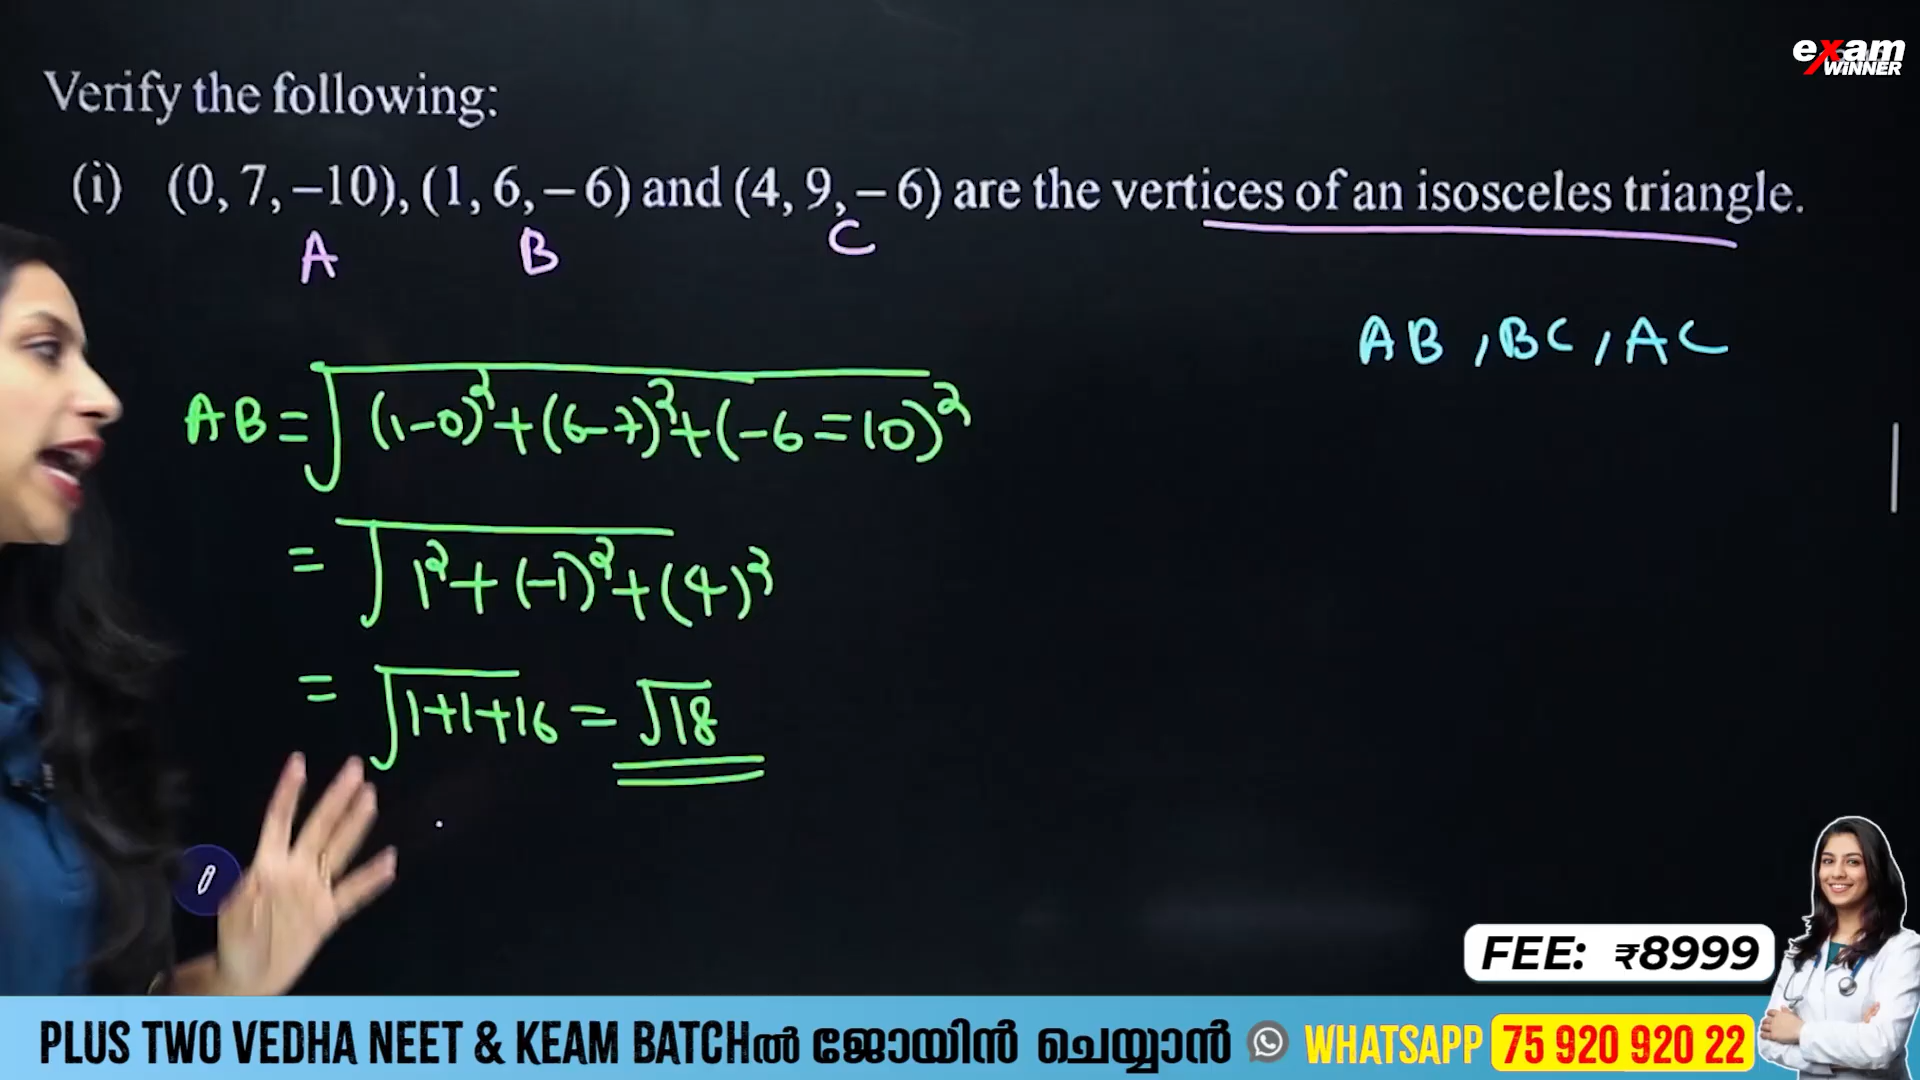 exam
WINNER
Verify the following:
(i) (0, 7, –10), (1, 6, – 6) and (4, 9, – 6) are the vertices of an isosceles triangle.
A B C
AB, BC, AC
AB = √(1-0)² + (6-7)² + (-6 = 10)²
= √1² + (-1)² + (4)²
= √1+1+16 = √18
FEE: ₹8999
PLUS TWO VEDHA NEET & KEAM BATCHൽ ജോയിൻ ചെയ്യാൻ WHATSAPP 75 920 920 22